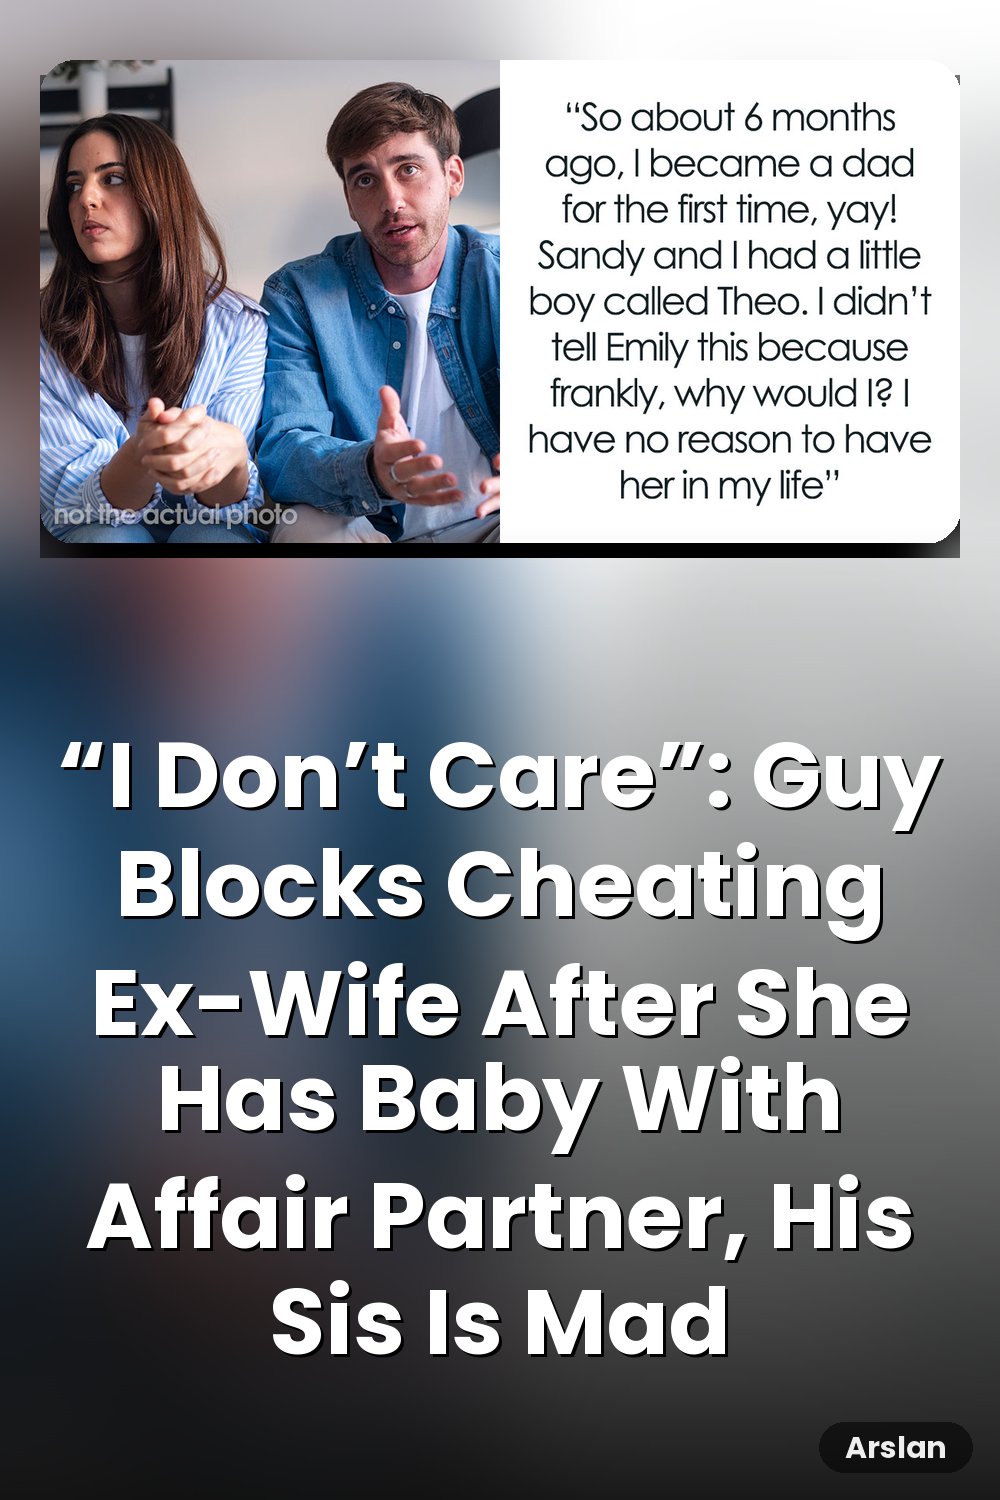 “So about 6 months
ago, I became a dad
for the first time, yay!
Sandy and I had a little
boy called Theo. I didn’t
tell Emily this because
frankly, why would I? I
have no reason to have
her in my life”
not the actual photo
“I Don’t Care”: Guy
Blocks Cheating
Ex-Wife After She
Has Baby With
Affair Partner, His
Sis Is Mad
Arslan